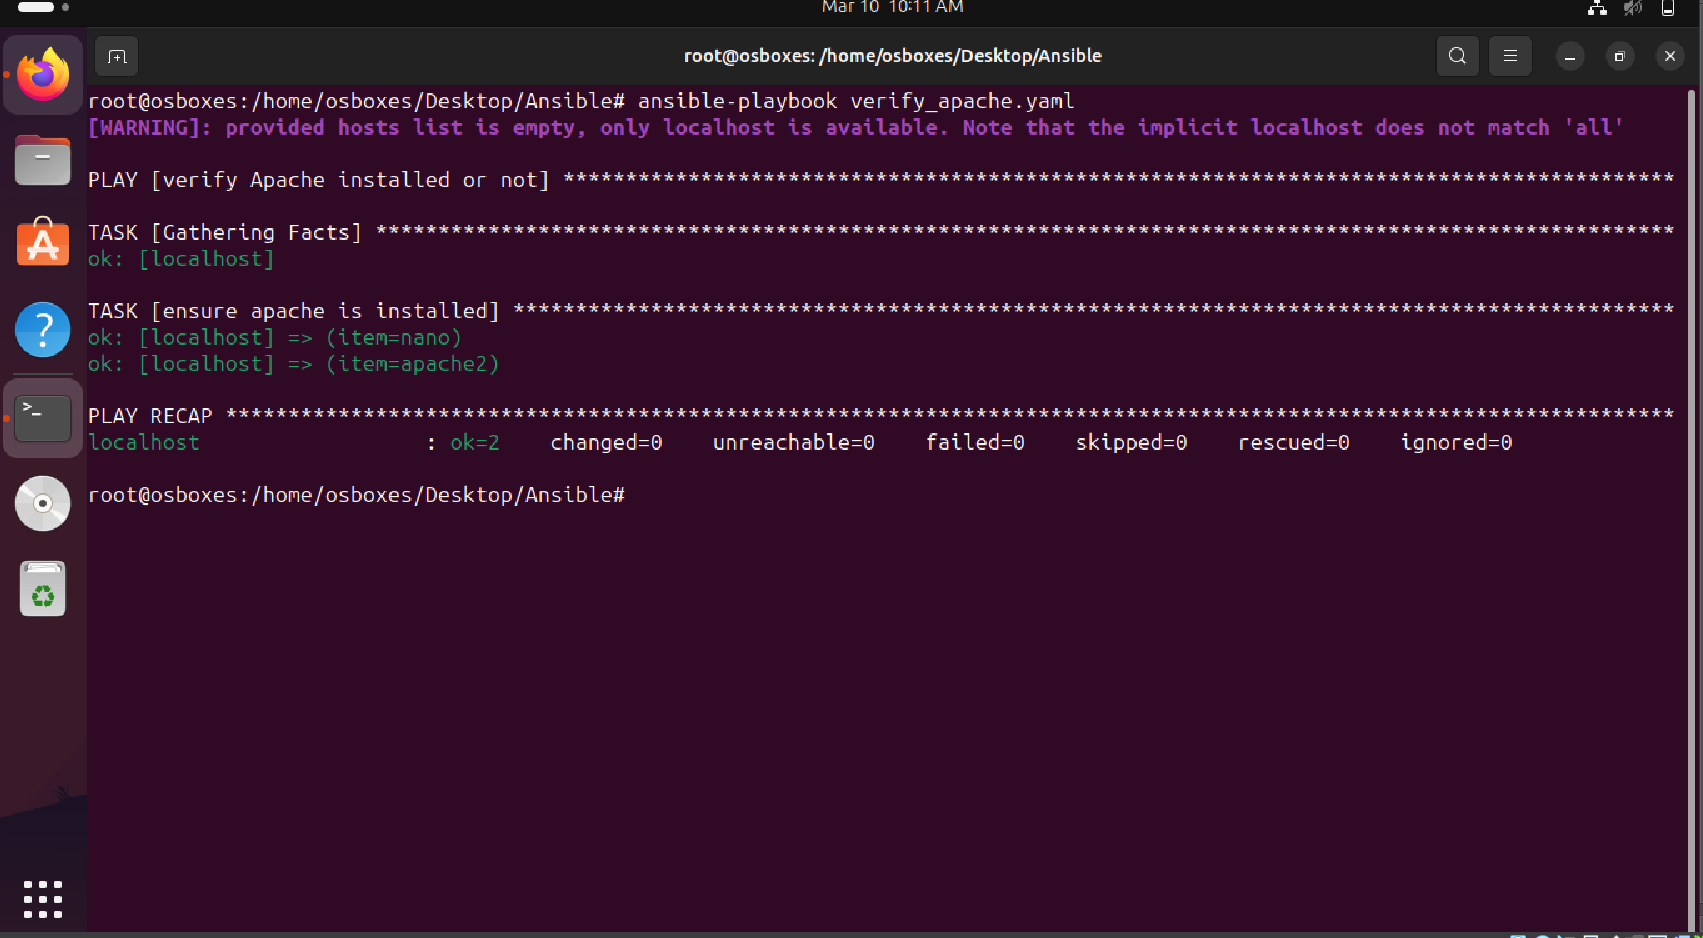 Mar 10 10:11 AM
root@osboxes: /home/osboxes/Desktop/Ansible
root@osboxes:/home/osboxes/Desktop/Ansible# ansible-playbook verify_apache.yaml
[WARNING]: provided hosts list is empty, only localhost is available. Note that the implicit localhost does not match 'all'
PLAY [verify Apache installed or not] *****************************************************************************************
TASK [Gathering Facts] ********************************************************************************************************
ok: [localhost]
TASK [ensure apache is installed] *********************************************************************************************
ok: [localhost] => (item=nano)
ok: [localhost] => (item=apache2)
PLAY RECAP ********************************************************************************************************************
localhost : ok=2 changed=0 unreachable=0 failed=0 skipped=0 rescued=0 ignored=0
root@osboxes:/home/osboxes/Desktop/Ansible#